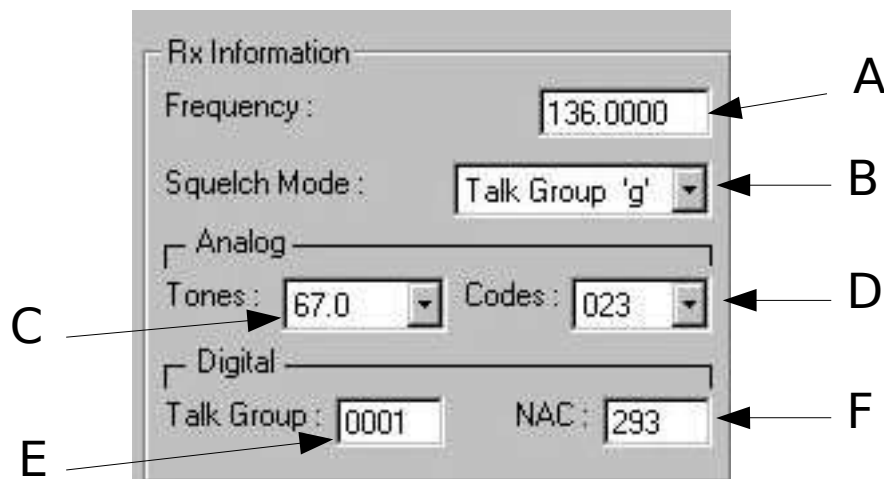 Rx Information
Frequency : 136.0000 A
Squelch Mode : Talk Group 'g' B
Analog
Tones : 67.0 Codes : 023 D
C
Digital
Talk Group : 0001 NAC : 293 F
E